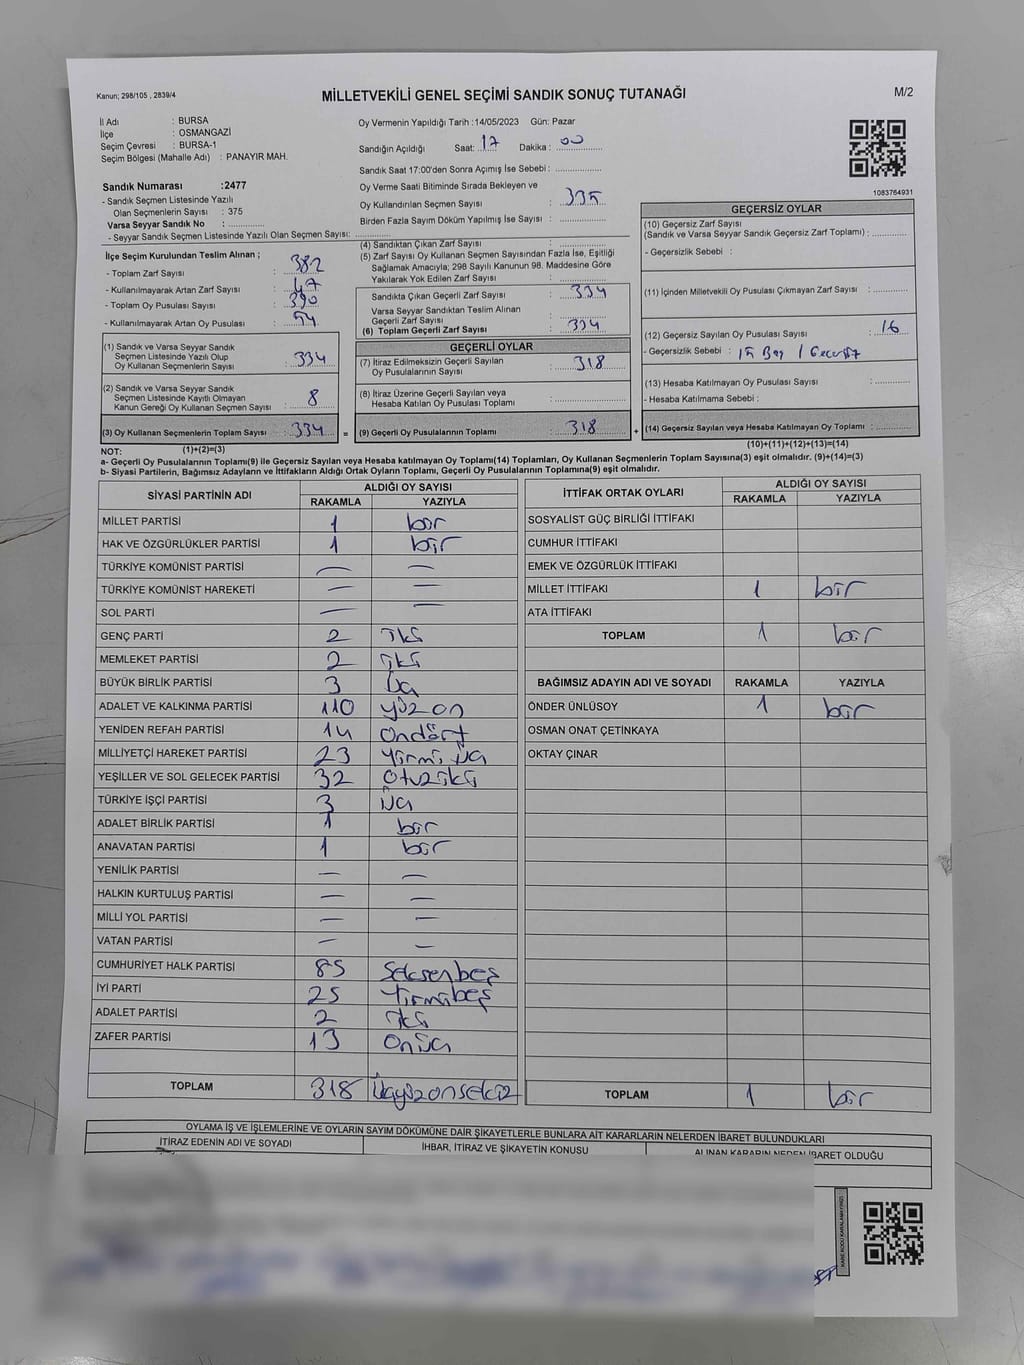 Kanun; 298/105 , 2839/4
MİLLETVEKİLİ GENEL SEÇİMİ SANDIK SONUÇ TUTANAĞI
M/2
İl Adı : BURSA
İlçe : OSMANGAZİ
Seçim Çevresi : BURSA-1
Seçim Bölgesi (Mahalle Adı) : PANAYIR MAH.
Sandık Numarası :2477
- Sandık Seçmen Listesinde Yazılı
Olan Seçmenlerin Sayısı : 375
Varsa Seyyar Sandık No :
- Seyyar Sandık Seçmen Listesinde Yazılı Olan Seçmen Sayısı:
Oy Vermenin Yapıldığı Tarih :14/05/2023 Gün: Pazar
Sandığın Açıldığı Saat: 17 Dakika : 00
Sandık Saat 17:00'den Sonra Açımış İse Sebebi :
Oy Verme Saati Bitiminde Sırada Bekleyen ve
Oy Kullandırılan Seçmen Sayısı : 335
Birden Fazla Sayım Döküm Yapılmış İse Sayısı :
1083764931
İlçe Seçim Kurulundan Teslim Alınan ;
- Toplam Zarf Sayısı : 382
- Kullanılmayarak Artan Zarf Sayısı : 47
- Toplam Oy Pusulası Sayısı : 390
- Kullanılmayarak Artan Oy Pusulası : 54
(1) Sandık ve Varsa Seyyar Sandık
Seçmen Listesinde Yazılı Olup
Oy Kullanan Seçmenlerin Sayısı : 334
(2) Sandık ve Varsa Seyyar Sandık
Seçmen Listesinde Kayıtlı Olmayan
Kanun Gereği Oy Kullanan Seçmen Sayısı : 8
(3) Oy Kullanan Seçmenlerin Toplam Sayısı : 334
(1)+(2)=(3)
(4) Sandıktan Çıkan Zarf Sayısı :
(5) Zarf Sayısı Oy Kullanan Seçmen Sayısından Fazla İse, Eşitliği
Sağlamak Amacıyla; 298 Sayılı Kanunun 98. Maddesine Göre
Yakılarak Yok Edilen Zarf Sayısı :
Sandıkta Çıkan Geçerli Zarf Sayısı : 334
Varsa Seyyar Sandıktan Teslim Alınan
Geçerli Zarf Sayısı :
(6) Toplam Geçerli Zarf Sayısı : 334
GEÇERLİ OYLAR
(7) İtiraz Edilmeksizin Geçerli Sayılan
Oy Pusulalarının Sayısı : 318
(8) İtiraz Üzerine Geçerli Sayılan veya
Hesaba Katılan Oy Pusulası Toplamı :
= (9) Geçerli Oy Pusulalarının Toplamı : 318
GEÇERSİZ OYLAR
(10) Geçersiz Zarf Sayısı
(Sandık ve Varsa Seyyar Sandık Geçersiz Zarf Toplamı) :
- Geçersizlik Sebebi :
(11) İçinden Milletvekili Oy Pusulası Çıkmayan Zarf Sayısı :
(12) Geçersiz Sayılan Oy Pusulası Sayısı : 16
- Geçersizlik Sebebi :
(13) Hesaba Katılmayan Oy Pusulası Sayısı :
- Hesaba Katılmama Sebebi :
+ (14) Geçersiz Sayılan veya Hesaba Katılmayan Oy Toplamı :
(10)+(11)+(12)+(13)=(14)
NOT:
a- Geçerli Oy Pusulalarının Toplamı(9) ile Geçersiz Sayılan veya Hesaba Katılmayan Oy Toplamı(14) Toplamları, Oy Kullanan Seçmenlerin Toplam Sayısına(3) eşit olmalıdır. (9)+(14)=(3)
b- Siyasi Partilerin, Bağımsız Adayların ve İttifakların Aldığı Ortak Oyların Toplamı, Geçerli Oy Pusulalarının Toplamına(9) eşit olmalıdır.
SİYASİ PARTİNİN ADI ALDIĞI OY SAYISI
RAKAMLA YAZIYLA
MİLLET PARTİSİ 1 bir
HAK VE ÖZGÜRLÜKLER PARTİSİ 1 bir
TÜRKİYE KOMÜNİST PARTİSİ — —
TÜRKİYE KOMÜNİST HAREKETİ — —
SOL PARTİ — —
GENÇ PARTİ 2 iki
MEMLEKET PARTİSİ 2 iki
BÜYÜK BİRLİK PARTİSİ 3 Üç
ADALET VE KALKINMA PARTİSİ 110 yüzon
YENİDEN REFAH PARTİSİ 14 Ondört
MİLLİYETÇİ HAREKET PARTİSİ 23 Yirmi üç
YEŞİLLER VE SOL GELECEK PARTİSİ 32 Otuziki
TÜRKİYE İŞÇİ PARTİSİ 3 Üç
ADALET BİRLİK PARTİSİ 1 bir
ANAVATAN PARTİSİ 1 bir
YENİLİK PARTİSİ — —
HALKIN KURTULUŞ PARTİSİ — —
MİLLİ YOL PARTİSİ — —
VATAN PARTİSİ — —
CUMHURİYET HALK PARTİSİ 85 Seksenbeş
İYİ PARTİ 25 Yirmibeş
ADALET PARTİSİ 2 iki
ZAFER PARTİSİ 13 Onüç
TOPLAM 318 Üçyüzonsekiz
İTTİFAK ORTAK OYLARI ALDIĞI OY SAYISI
RAKAMLA YAZIYLA
SOSYALİST GÜÇ BİRLİĞİ İTTİFAKI
CUMHUR İTTİFAKI
EMEK VE ÖZGÜRLÜK İTTİFAKI
MİLLET İTTİFAKI 1 bir
ATA İTTİFAKI
TOPLAM 1 bir
BAĞIMSIZ ADAYIN ADI VE SOYADI RAKAMLA YAZIYLA
ÖNDER ÜNLÜSOY 1 bir
OSMAN ONAT ÇETİNKAYA
OKTAY ÇINAR
TOPLAM 1 bir
OYLAMA İŞ VE İŞLEMLERİNE VE OYLARIN SAYIM DÖKÜMÜNE DAİR ŞİKAYETLERLE BUNLARA AİT KARARLARIN NELERDEN İBARET BULUNDUKLARI
İTİRAZ EDENİN ADI VE SOYADI İHBAR, İTİRAZ VE ŞİKAYETİN KONUSU ALINAN KARARIN NEDEN İBARET OLDUĞU
KARE KODU KARALAMAYINIZ!